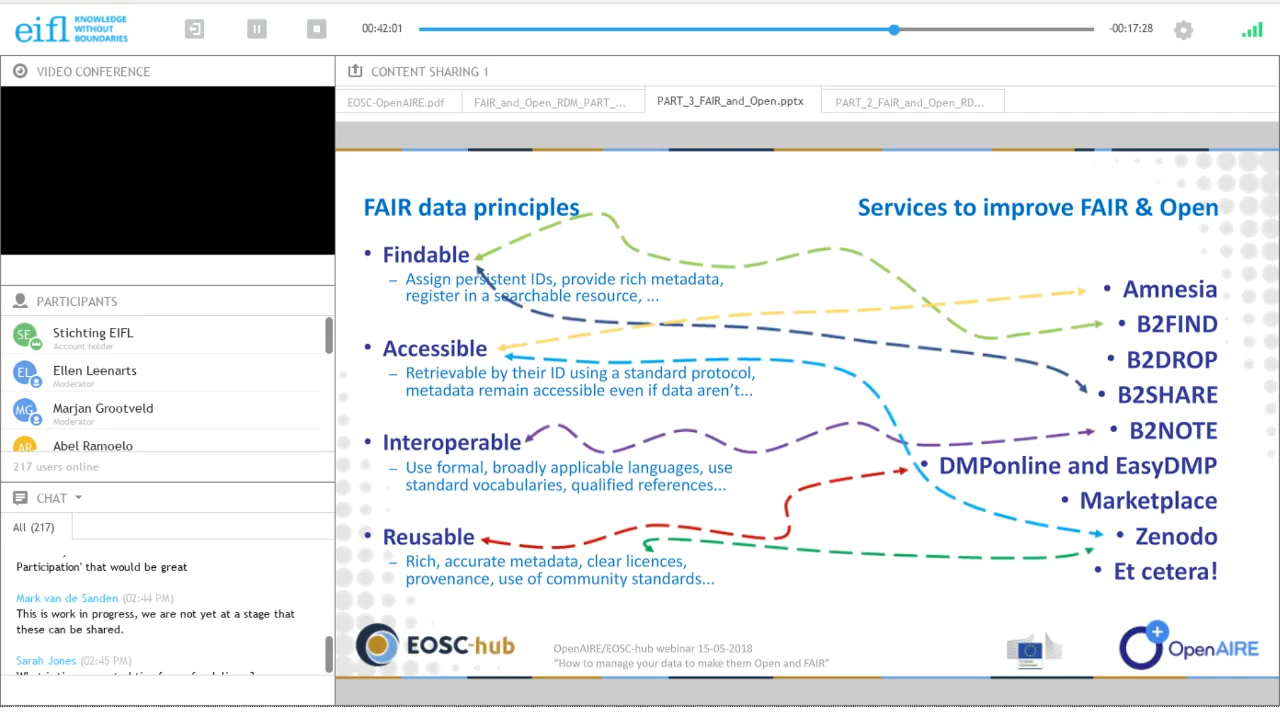 eifl KNOWLEDGE
WITHOUT
BOUNDARIES
00:42:01
-00:17:28
VIDEO CONFERENCE
PARTICIPANTS
SE Stichting EIFL
Account holder
EL Ellen Leenarts
Moderator
MG Marjan Grootveld
Moderator
AR Abel Ramoelo
217 users online
CHAT
All (217)
Participation' that would be great
Mark van de Sanden (02:44 PM)
This is work in progress, we are not yet at a stage that
these can be shared.
Sarah Jones (02:45 PM)
CONTENT SHARING 1
EOSC-OpenAIRE.pdf
FAIR_and_Open_RDM_PART_...
PART_3_FAIR_and_Open.pptx
PART_2_FAIR_and_Open_RD...
FAIR data principles
• Findable
– Assign persistent IDs, provide rich metadata,
register in a searchable resource, ...
• Accessible
– Retrievable by their ID using a standard protocol,
metadata remain accessible even if data aren't...
• Interoperable
– Use formal, broadly applicable languages, use
standard vocabularies, qualified references...
• Reusable
– Rich, accurate metadata, clear licences,
provenance, use of community standards...
Services to improve FAIR & Open
• Amnesia
• B2FIND
• B2DROP
• B2SHARE
• B2NOTE
• DMPonline and EasyDMP
• Marketplace
• Zenodo
• Et cetera!
EOSC-hub
OpenAIRE/EOSC-hub webinar 15-05-2018
"How to manage your data to make them Open and FAIR"
OpenAIRE